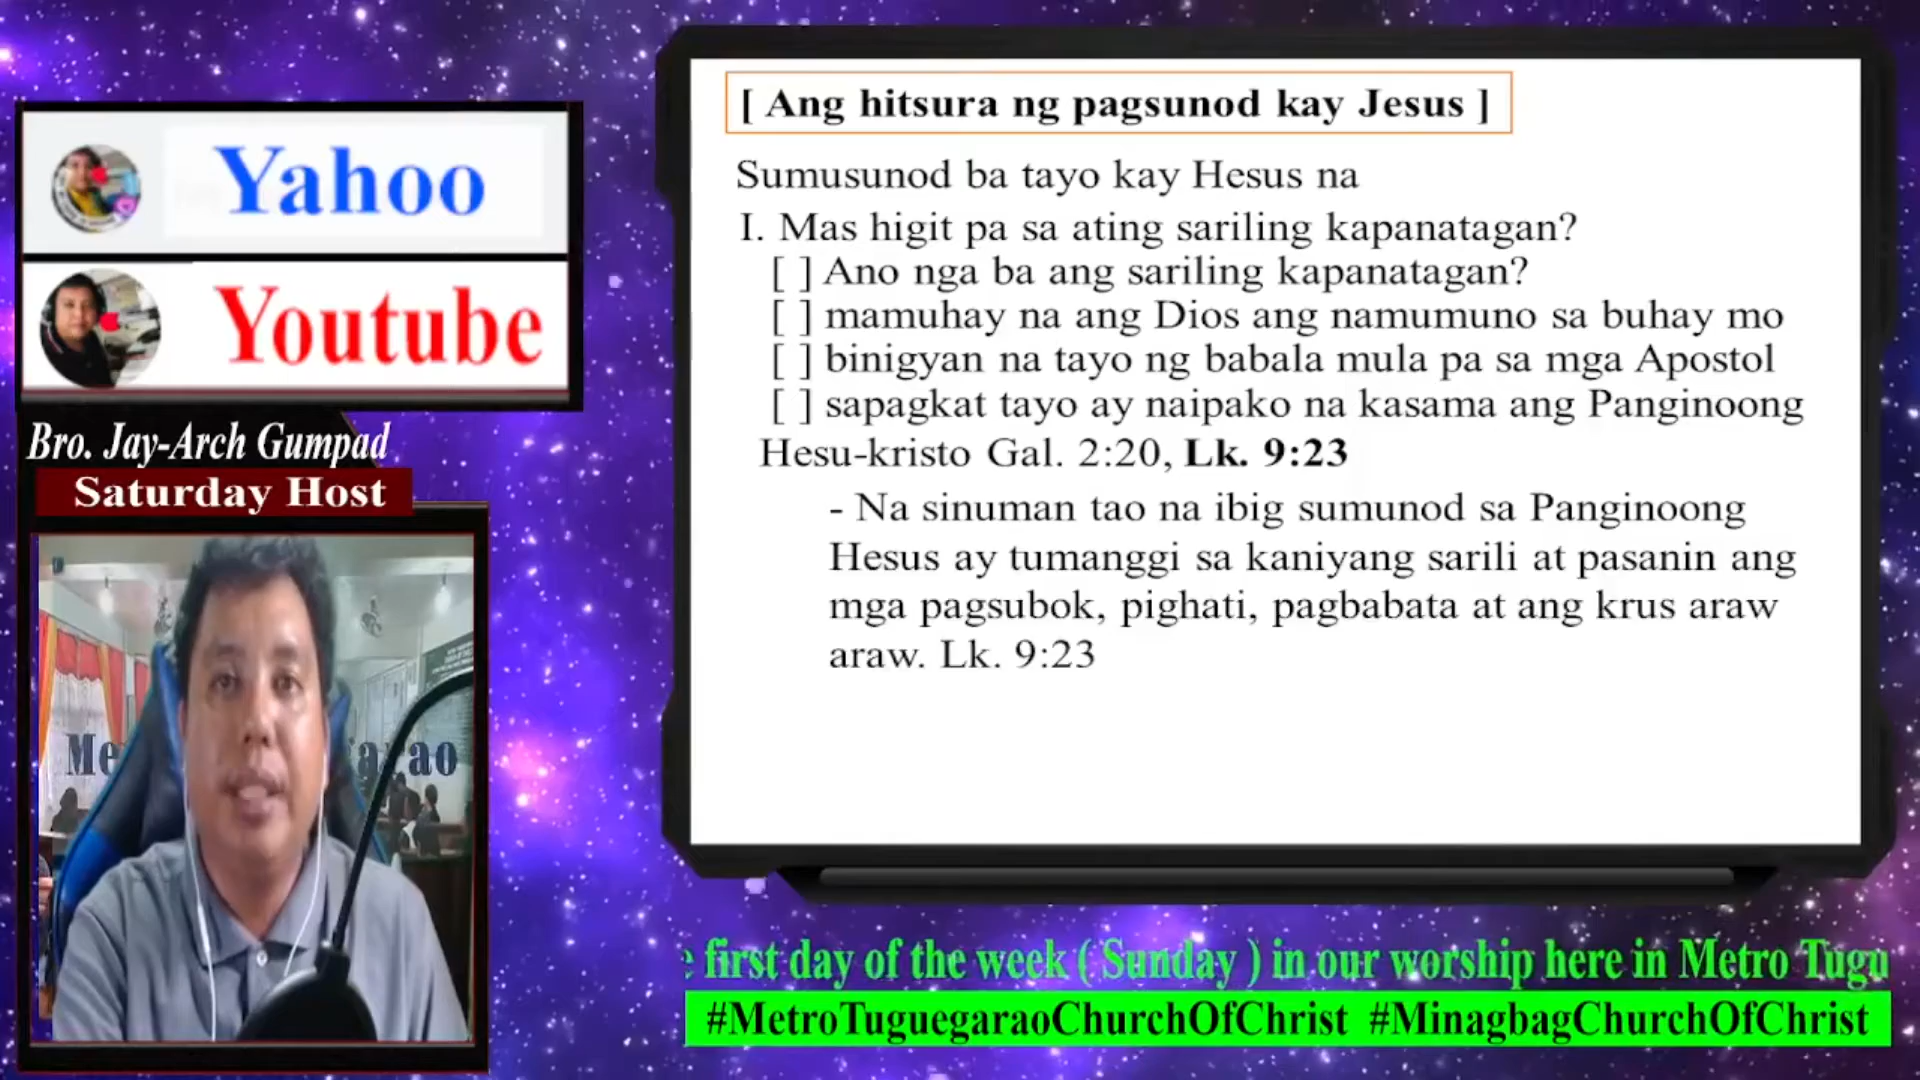 Yahoo
Youtube
Bro. Jay-Arch Gumpad
Saturday Host
Me
arao
[ Ang hitsura ng pagsunod kay Jesus ]
Sumusunod ba tayo kay Hesus na
I. Mas higit pa sa ating sariling kapanatagan?
[ ] Ano nga ba ang sariling kapanatagan?
[ ] mamuhay na ang Dios ang namumuno sa buhay mo
[ ] binigyan na tayo ng babala mula pa sa mga Apostol
[ ] sapagkat tayo ay naipako na kasama ang Panginoong
Hesu-kristo Gal. 2:20, Lk. 9:23
- Na sinuman tao na ibig sumunod sa Panginoong
Hesus ay tumanggi sa kaniyang sarili at pasanin ang
mga pagsubok, pighati, pagbabata at ang krus araw
araw. Lk. 9:23
first day of the week ( Sunday ) in our worship here in Metro Tugu
#MetroTuguegaraoChurchOfChrist #MinagbagChurchOfChrist